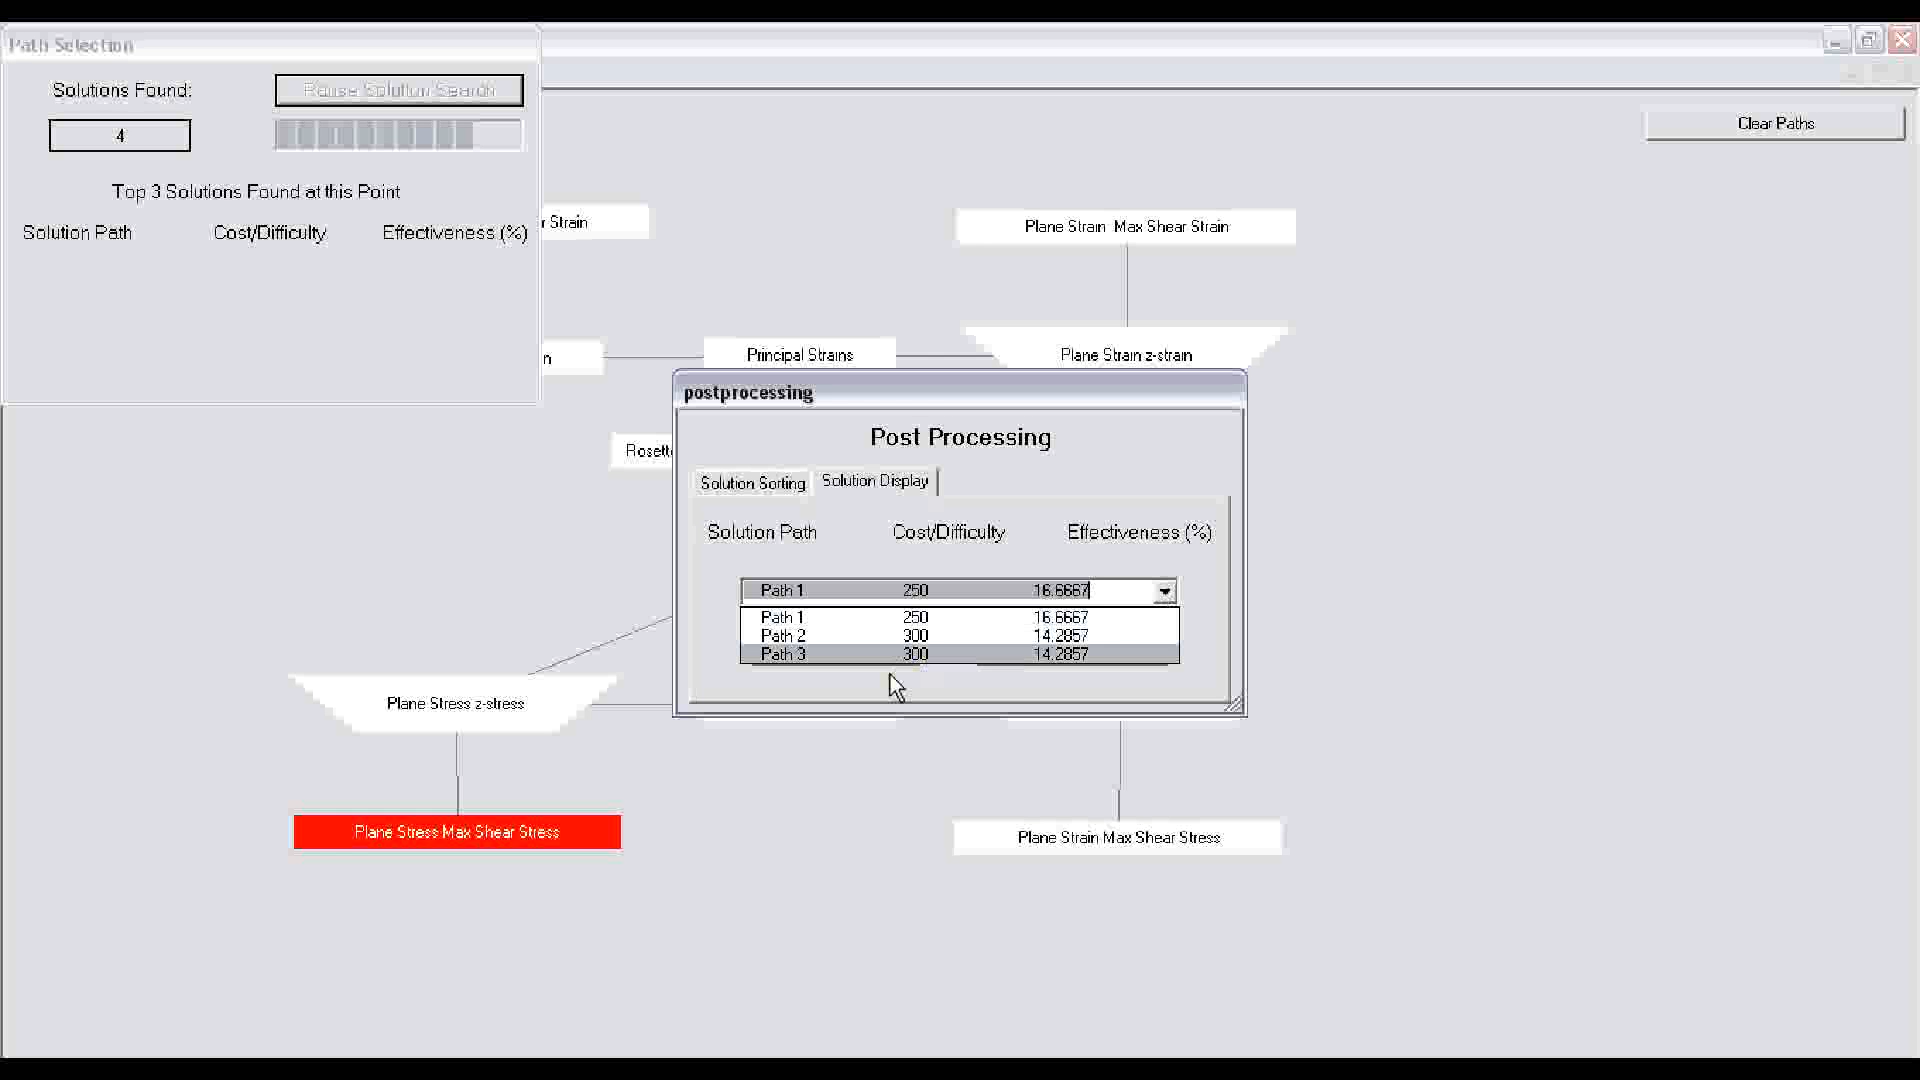 Path Selection
Solutions Found:
Pause Solution Search
4
Clear Paths
Top 3 Solutions Found at this Point
Solution Path Cost/Difficulty Effectiveness (%)
r Strain
Plane Strain Max Shear Strain
n
Principal Strains
Plane Strain z-strain
postprocessing
Post Processing
Rosette
Solution Sorting Solution Display
Solution Path Cost/Difficulty Effectiveness (%)
Path 1 250 16.6667
Path 1 250 16.6667
Path 2 300 14.2857
Path 3 300 14.2857
Plane Stress z-stress
Plane Stress Max Shear Stress
Plane Strain Max Shear Stress